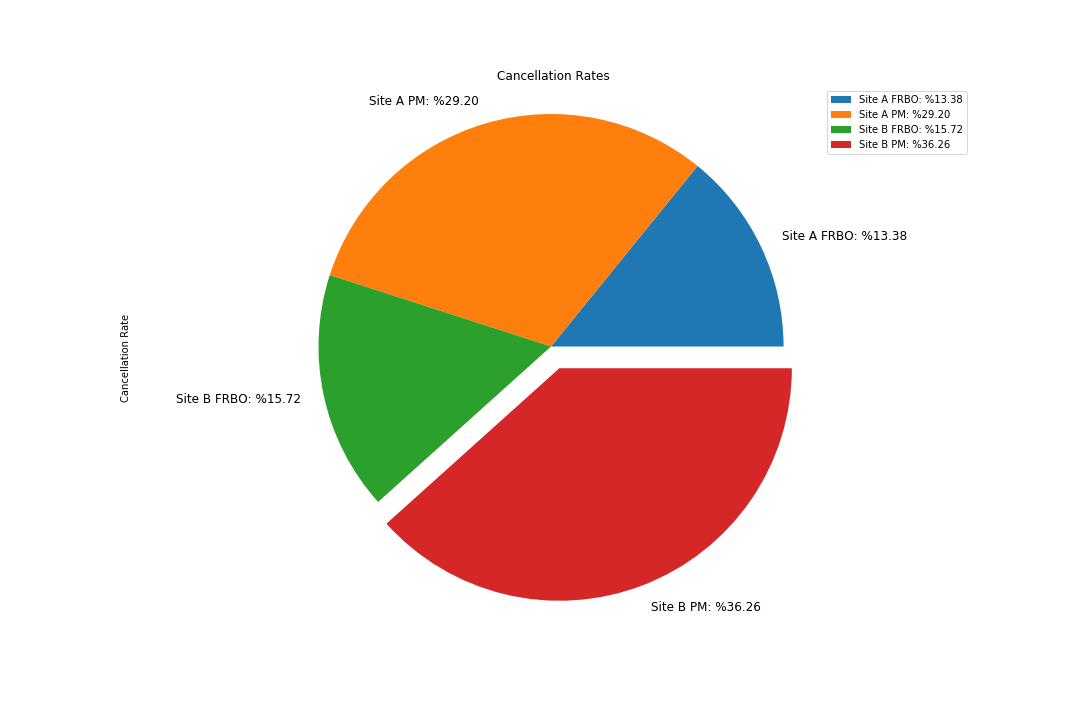 Cancellation Rates
Site A PM: %29.20
Site A FRBO: %13.38
Site A PM: %29.20
Site B FRBO: %15.72
Site B PM: %36.26
Site A FRBO: %13.38
Cancellation Rate
Site B FRBO: %15.72
Site B PM: %36.26